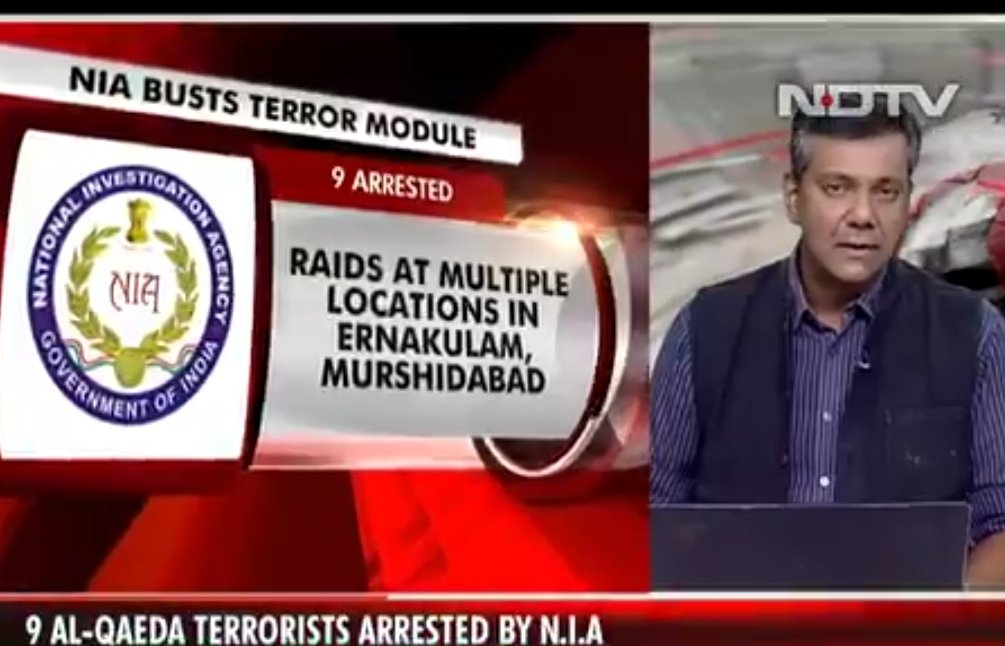 NIA BUSTS TERROR MODULE
9 ARRESTED
NATIONAL INVESTIGATION AGENCY
NIA
GOVERNMENT OF INDIA
RAIDS AT MULTIPLE
LOCATIONS IN
ERNAKULAM,
MURSHIDABAD
NDTV
9 AL-QAEDA TERRORISTS ARRESTED BY N.I.A